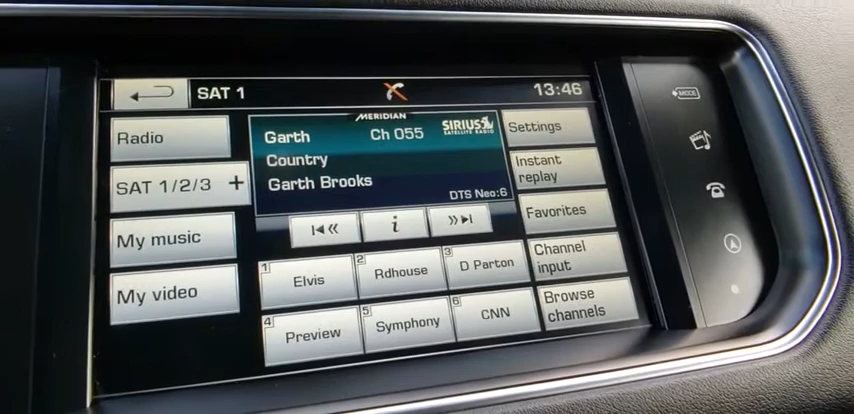 SAT 1
13:46
Radio
SAT 1/2/3 +
My music
My video
MERIDIAN
Garth Ch 055
SIRIUS
SATELLITE RADIO
Country
Garth Brooks
DTS Neo:6
i
1 Elvis
2 Rdhouse
3 D Parton
4 Preview
5 Symphony
6 CNN
Settings
Instant
replay
Favorites
Channel
input
Browse
channels
MODE